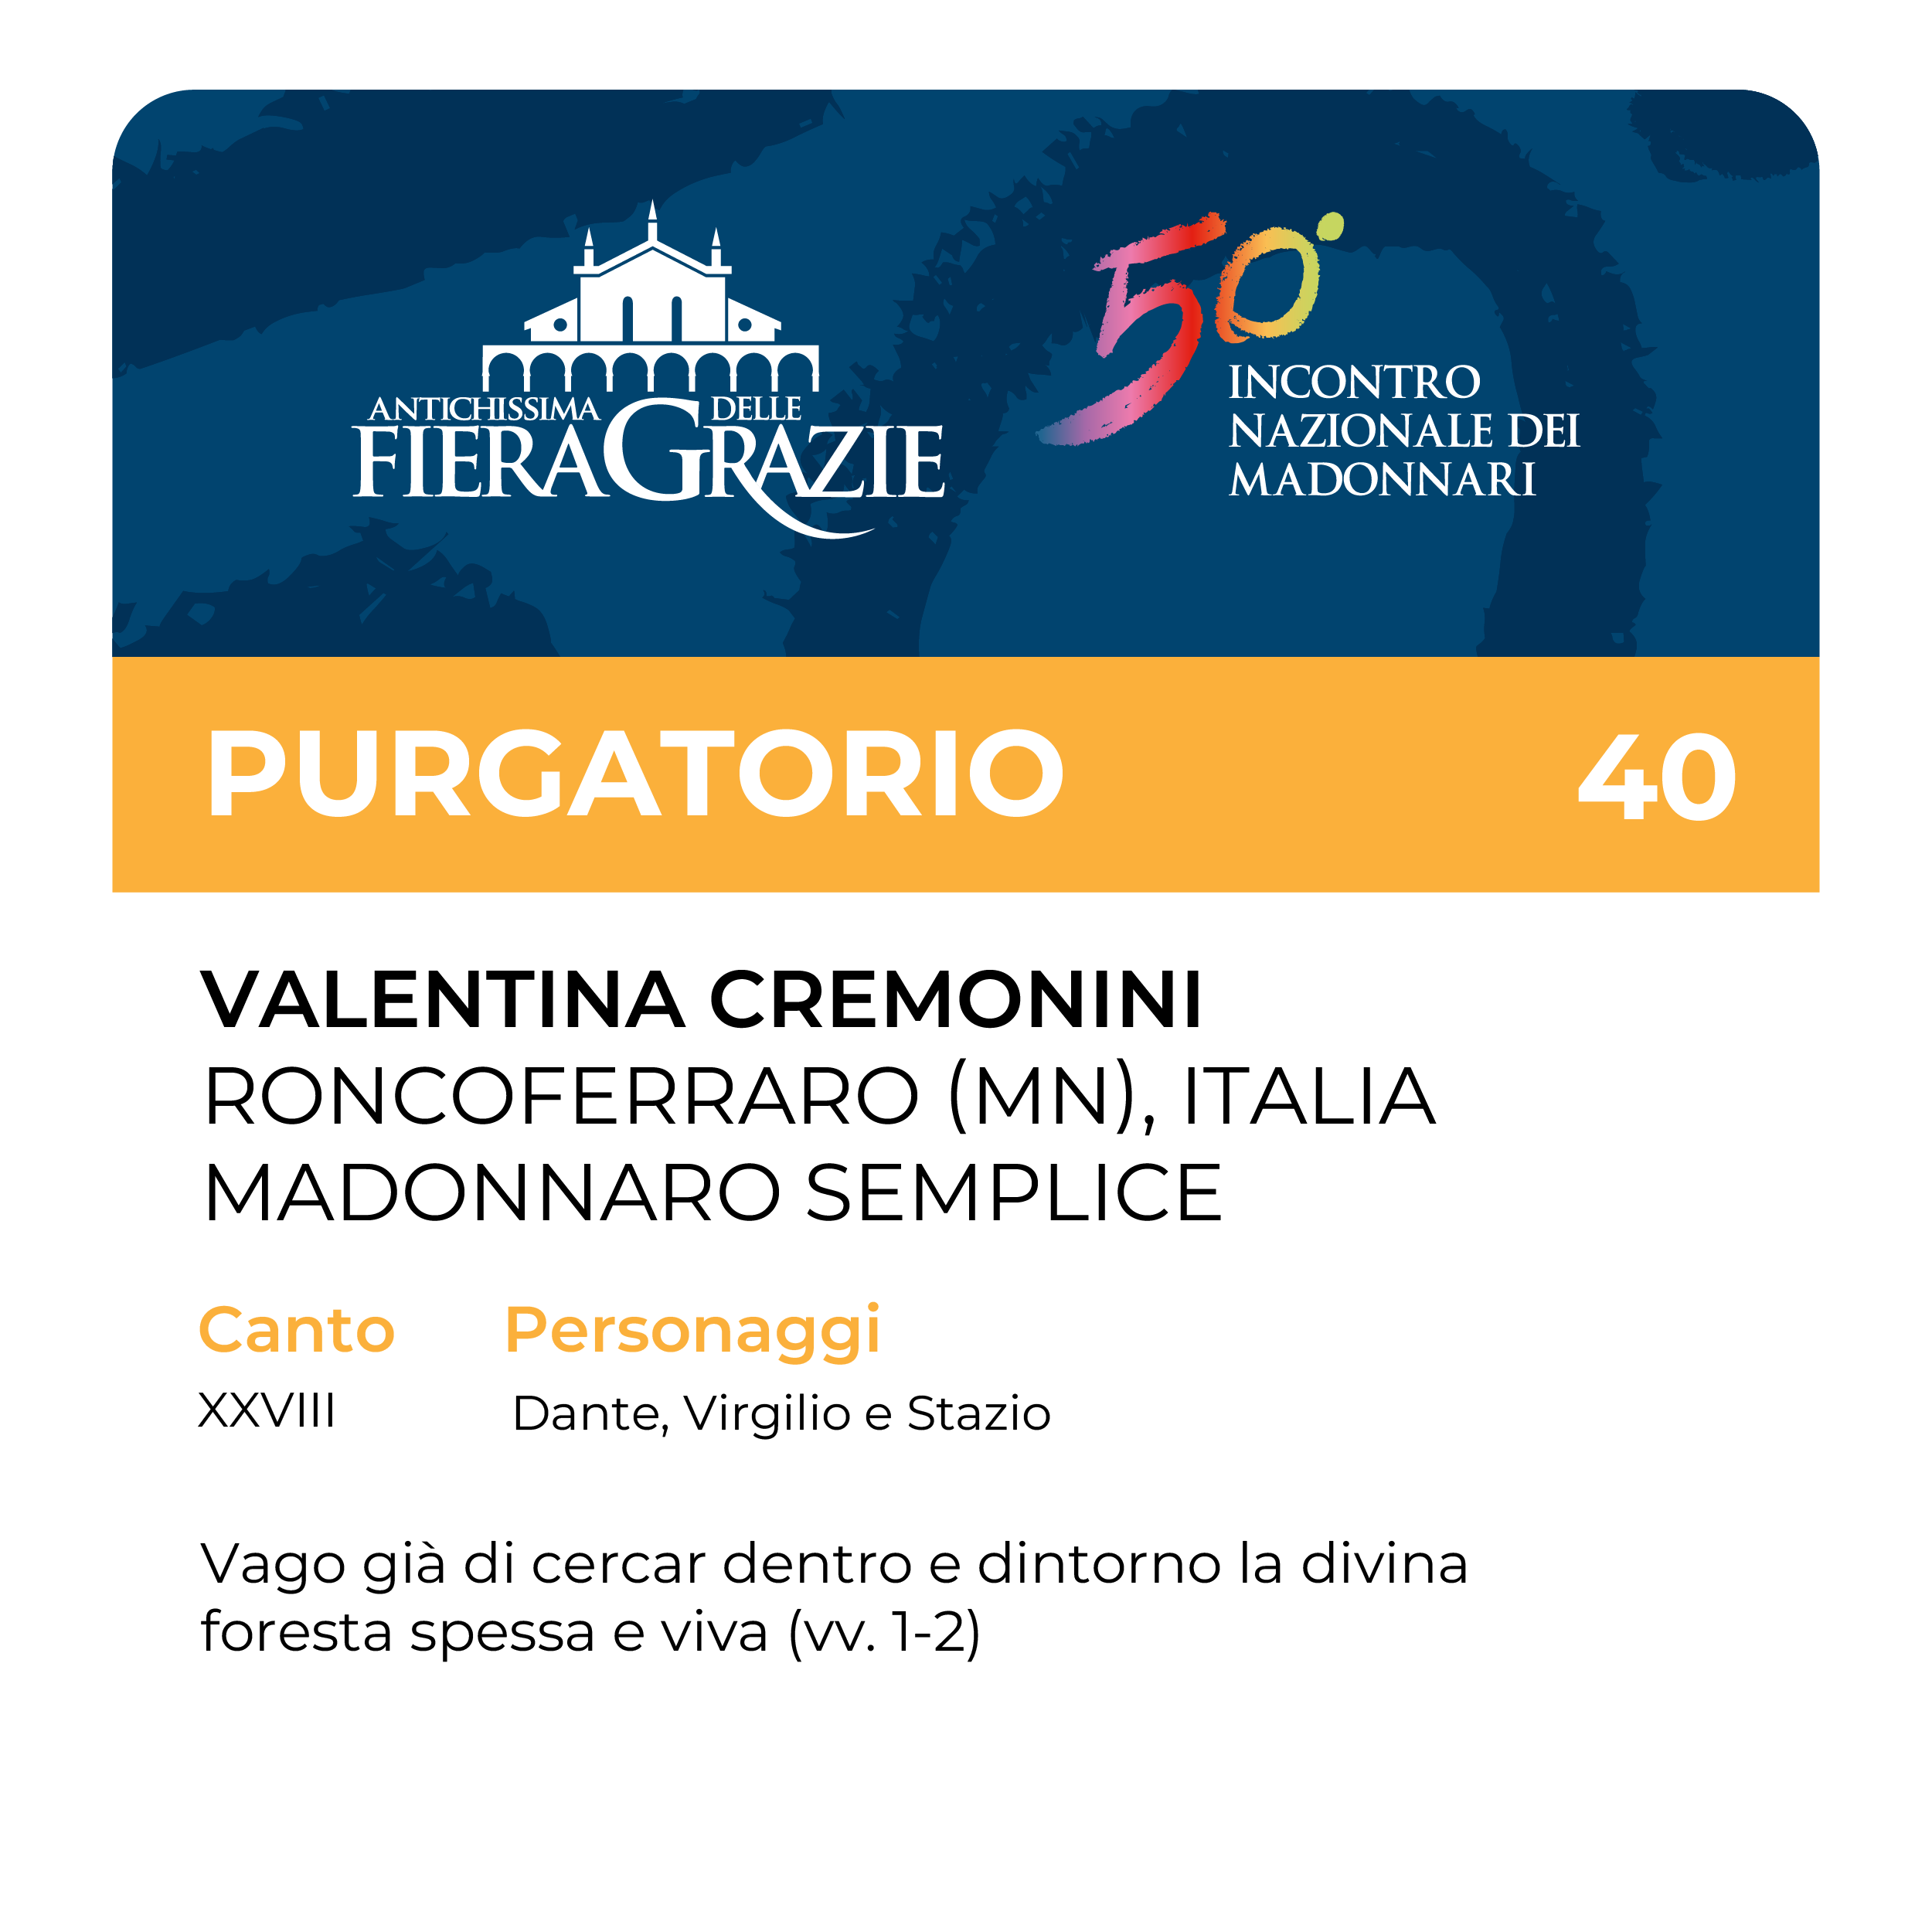 ANTICHISSIMA DELLE
FIERA GRAZIE
50°
INCONTRO
NAZIONALE DEI
MADONNARI
PURGATORIO 40
VALENTINA CREMONINI
RONCOFERRARO (MN), ITALIA
MADONNARO SEMPLICE
Canto Personaggi
XXVIII Dante, Virgilio e Stazio
Vago già di cercar dentro e dintorno la divina
foresta spessa e viva (vv. 1-2)